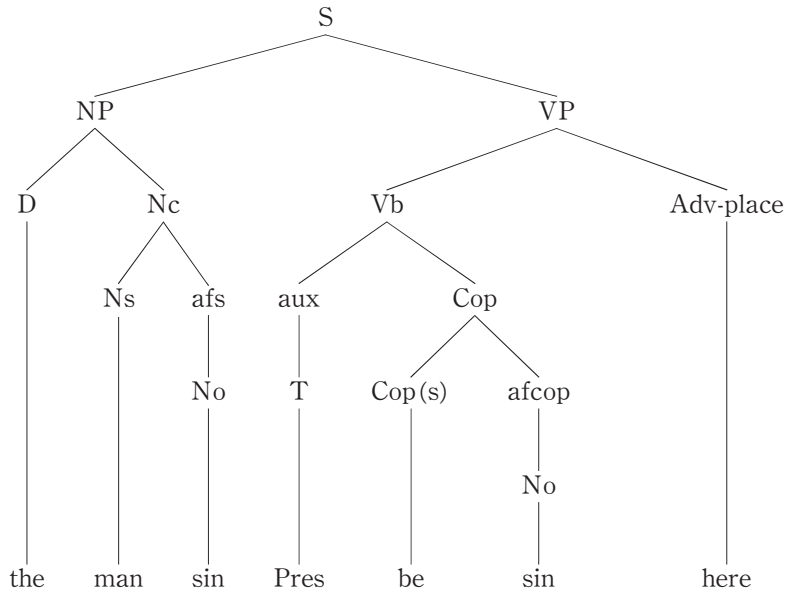 S
NP VP
D Nc Vb Adv-place
Ns afs aux Cop
No T Cop(s) afcop
No
the man sin Pres be sin here